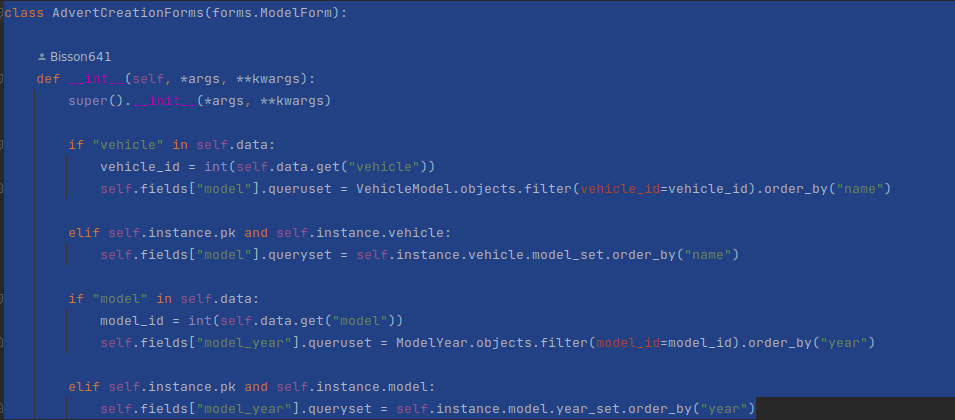 class AdvertCreationForms(forms.ModelForm):
Bisson641
def __int__(self, *args, **kwargs):
super().__init__(*args, **kwargs)
if "vehicle" in self.data:
vehicle_id = int(self.data.get("vehicle"))
self.fields["model"].queruset = VehicleModel.objects.filter(vehicle_id=vehicle_id).order_by("name")
elif self.instance.pk and self.instance.vehicle:
self.fields["model"].queryset = self.instance.vehicle.model_set.order_by("name")
if "model" in self.data:
model_id = int(self.data.get("model"))
self.fields["model_year"].queruset = ModelYear.objects.filter(model_id=model_id).order_by("year")
elif self.instance.pk and self.instance.model:
self.fields["model_year"].queryset = self.instance.model.year_set.order_by("year")